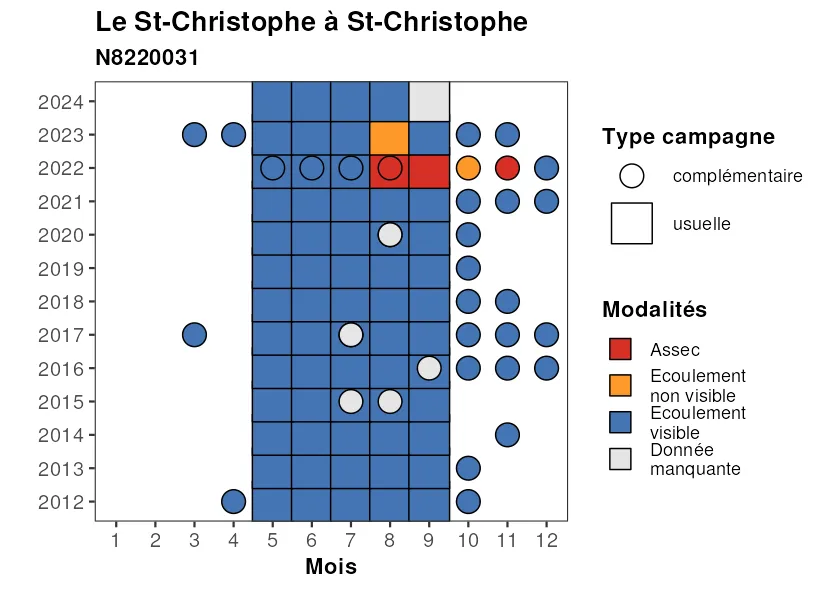 Le St-Christophe à St-Christophe
N8220031
2024
2023
2022
2021
2020
2019
2018
2017
2016
2015
2014
2013
2012
1 2 3 4 5 6 7 8 9 10 11 12
Mois
Type campagne
complémentaire
usuelle
Modalités
Assec
Ecoulement
non visible
Ecoulement
visible
Donnée
manquante